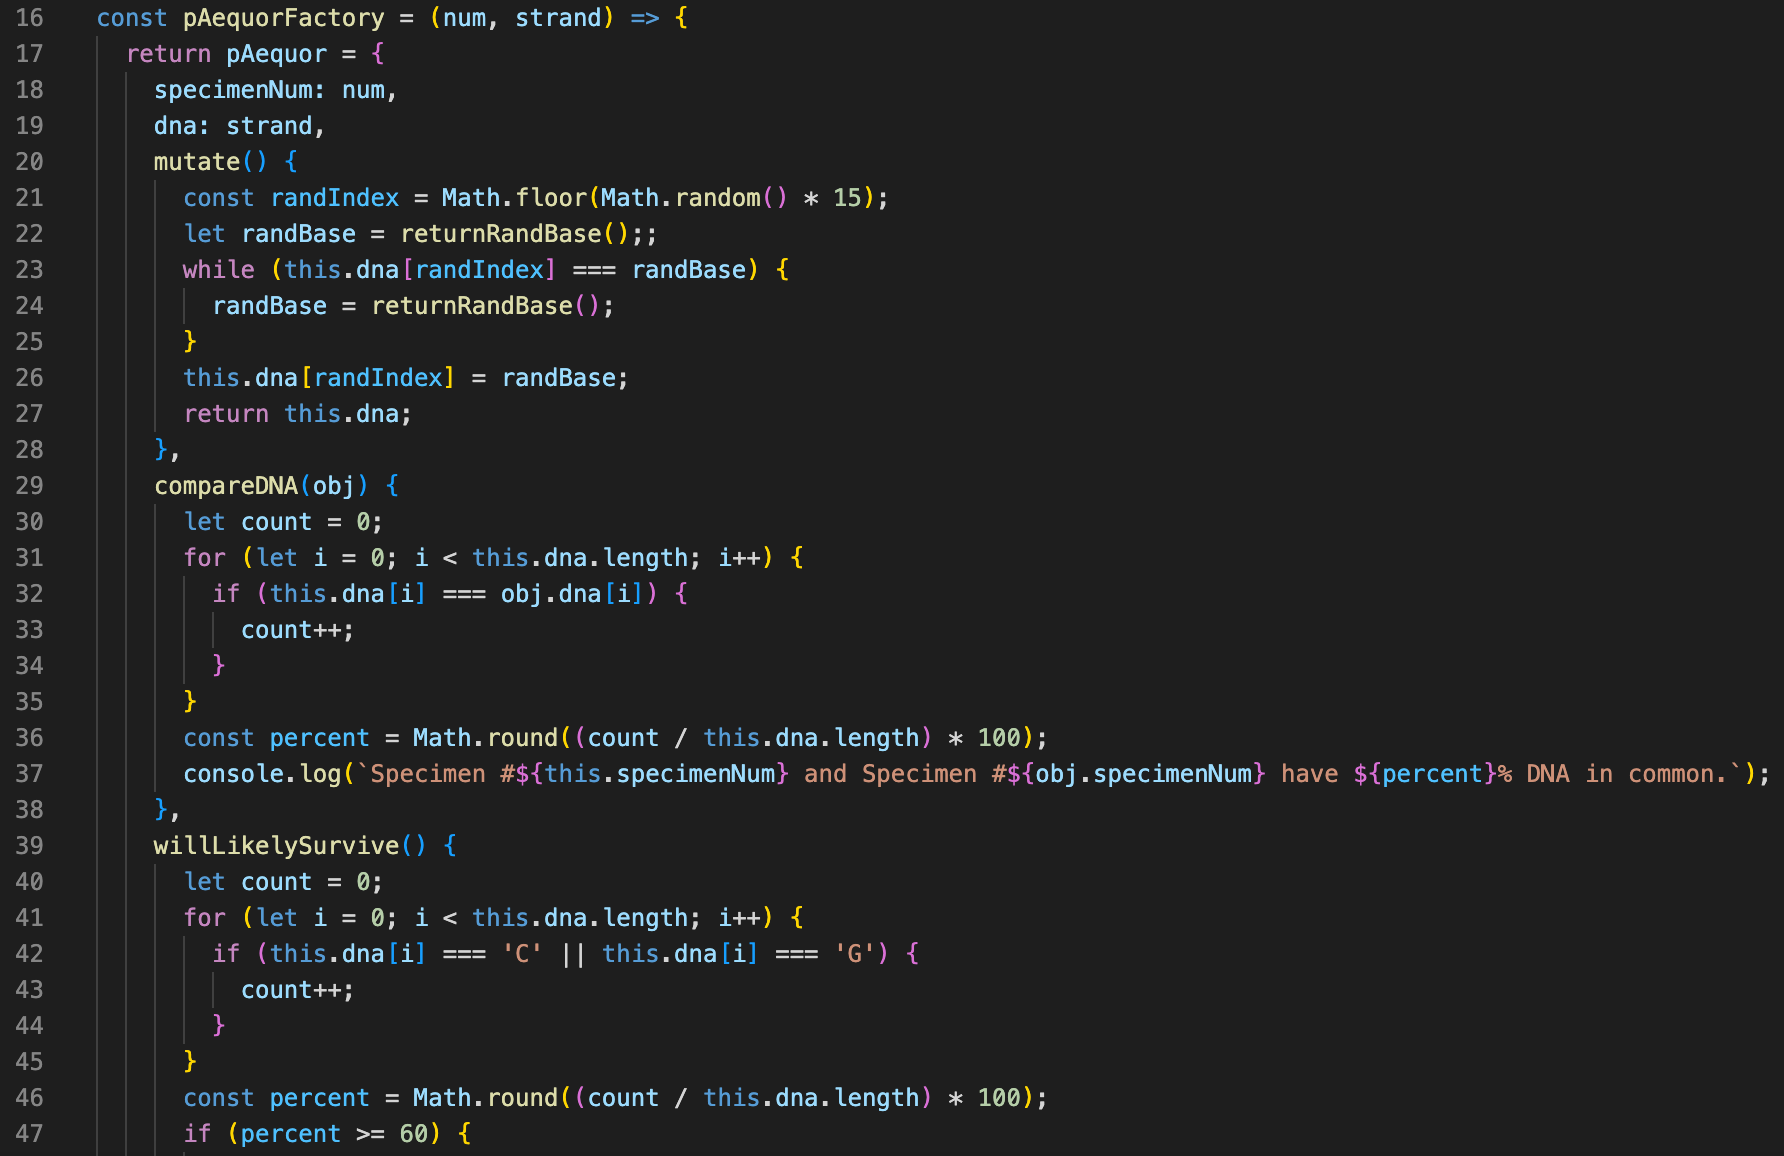 16 const pAequorFactory = (num, strand) => {
17   return pAequor = {
18     specimenNum: num,
19     dna: strand,
20     mutate() {
21       const randIndex = Math.floor(Math.random() * 15);
22       let randBase = returnRandBase();;
23       while (this.dna[randIndex] === randBase) {
24         randBase = returnRandBase();
25       }
26       this.dna[randIndex] = randBase;
27       return this.dna;
28     },
29     compareDNA(obj) {
30       let count = 0;
31       for (let i = 0; i < this.dna.length; i++) {
32         if (this.dna[i] === obj.dna[i]) {
33           count++;
34         }
35       }
36       const percent = Math.round((count / this.dna.length) * 100);
37       console.log(`Specimen #${this.specimenNum} and Specimen #${obj.specimenNum} have ${percent}% DNA in common.`);
38     },
39     willLikelySurvive() {
40       let count = 0;
41       for (let i = 0; i < this.dna.length; i++) {
42         if (this.dna[i] === 'C' || this.dna[i] === 'G') {
43           count++;
44         }
45       }
46       const percent = Math.round((count / this.dna.length) * 100);
47       if (percent >= 60) {